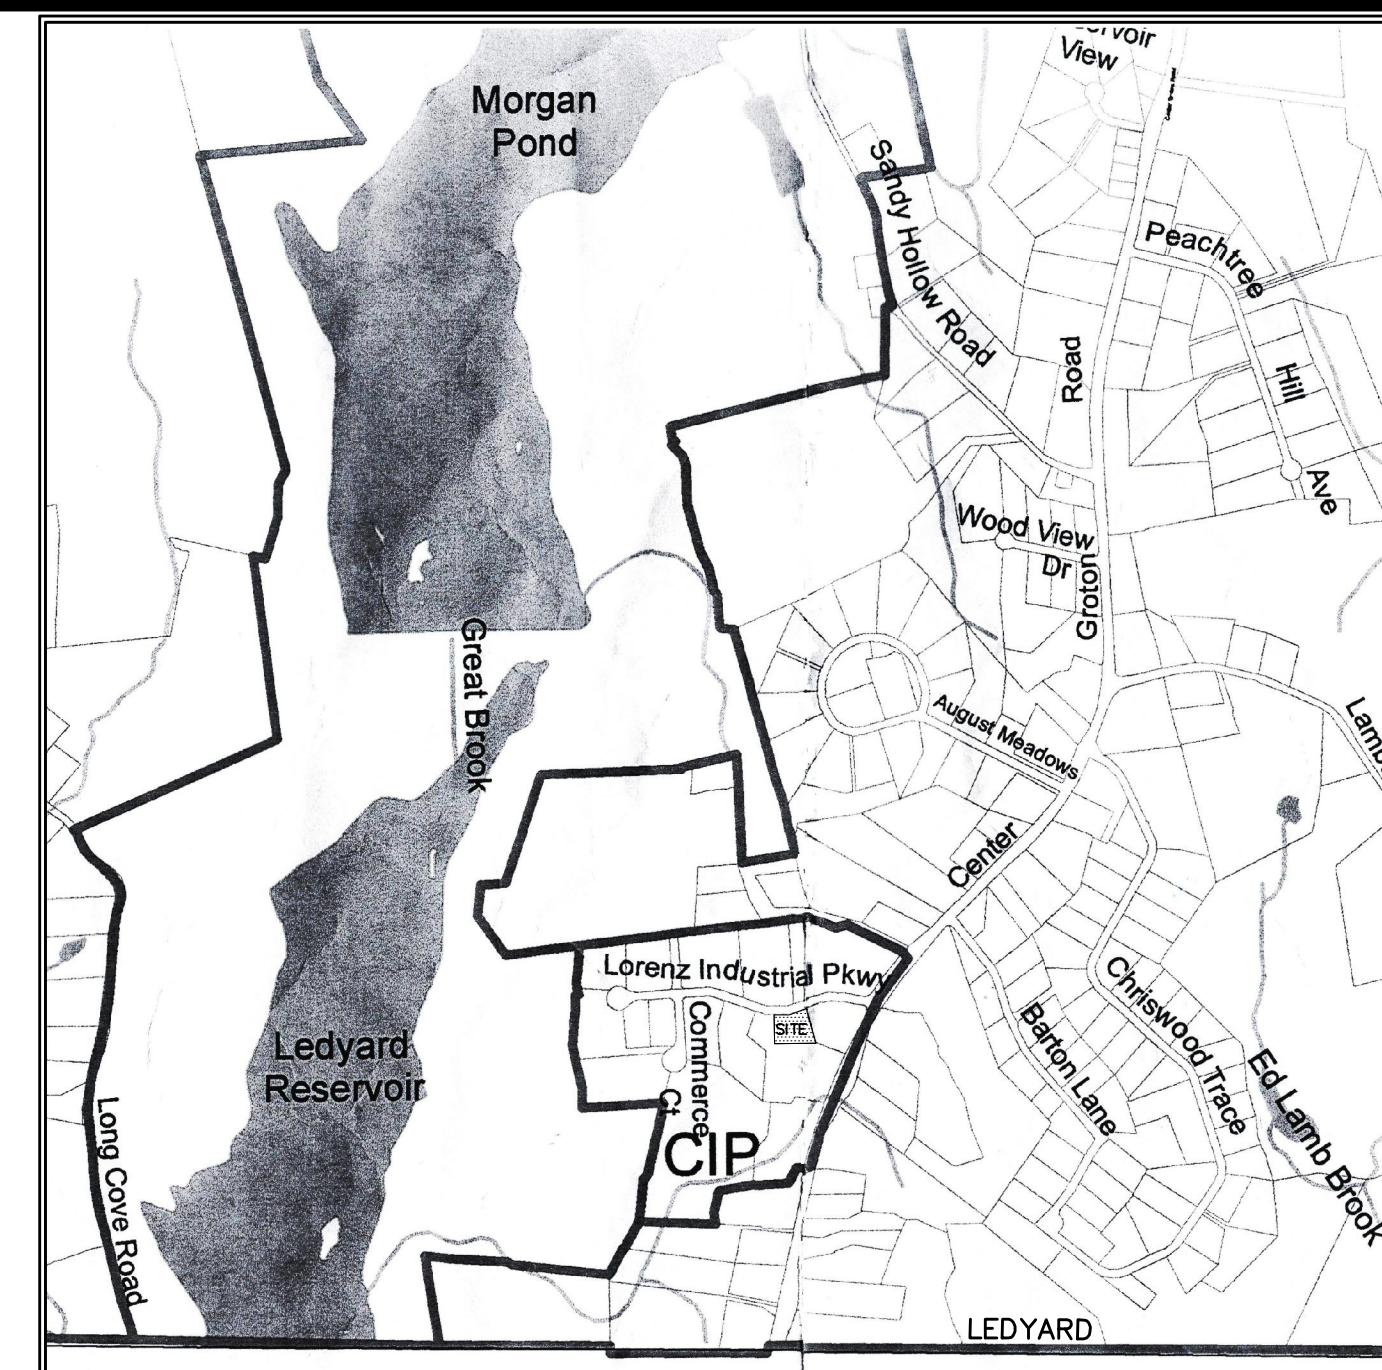 ervoir
View
Morgan
Pond
Sandy Hollow Road
Peachtree
Hill
Ave
Road
Wood View
Dr
Groton
Great Brook
August Meadows
Lamb
Center
Lorenz Industrial Pkwy
SITE
Commerce
Ct
CIP
Chriswood Trace
Barton Lane
Ed Lamb Brook
Ledyard
Reservoir
Long Cove Road
LEDYARD